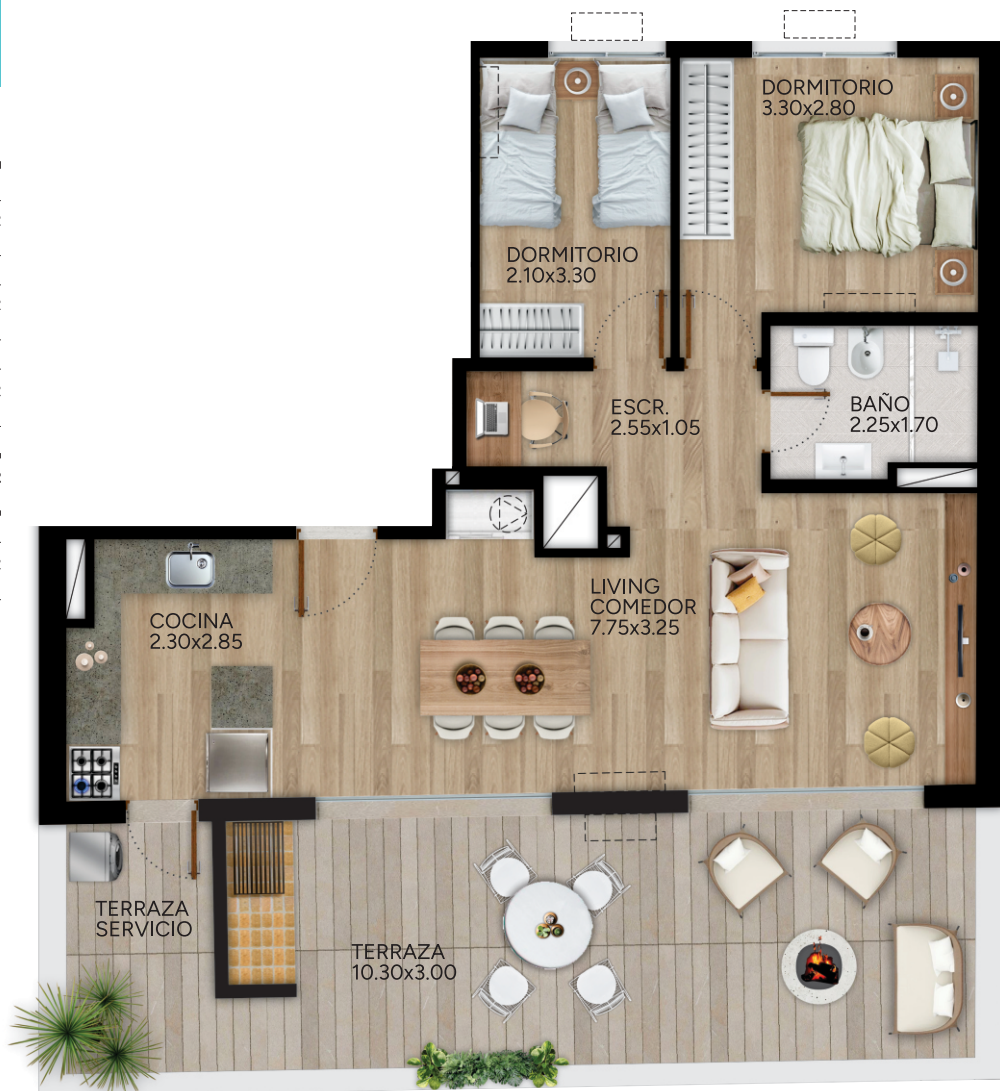 DORMITORIO
3.30x2.80
DORMITORIO
2.10x3.30
ESCR.
2.55x1.05
BAÑO
2.25x1.70
LIVING
COMEDOR
7.75x3.25
COCINA
2.30x2.85
TERRAZA
SERVICIO
TERRAZA
10.30x3.00